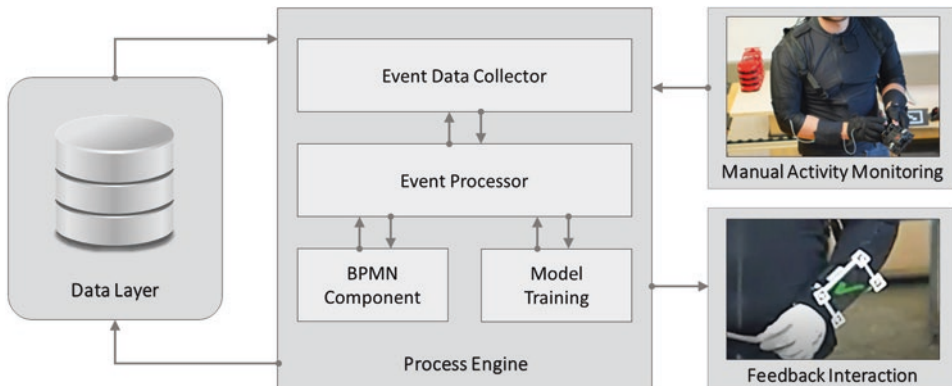 Event Data Collector
Event Processor
BPMN
Component
Model
Training
Process Engine
Data Layer
Manual Activity Monitoring
Feedback Interaction